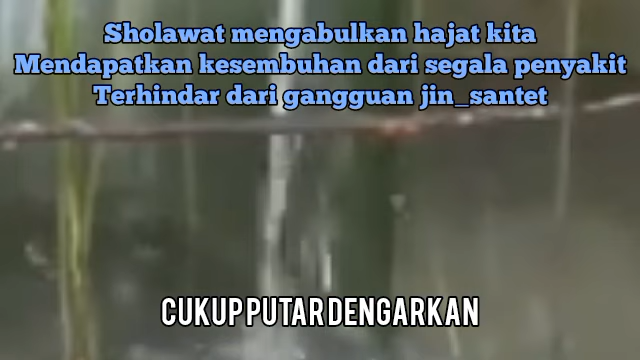 Sholawat mengabulkan hajat kita
Mendapatkan kesembuhan dari segala penyakit
Terhindar dari gangguan jin_santet
CUKUP PUTAR DENGARKAN